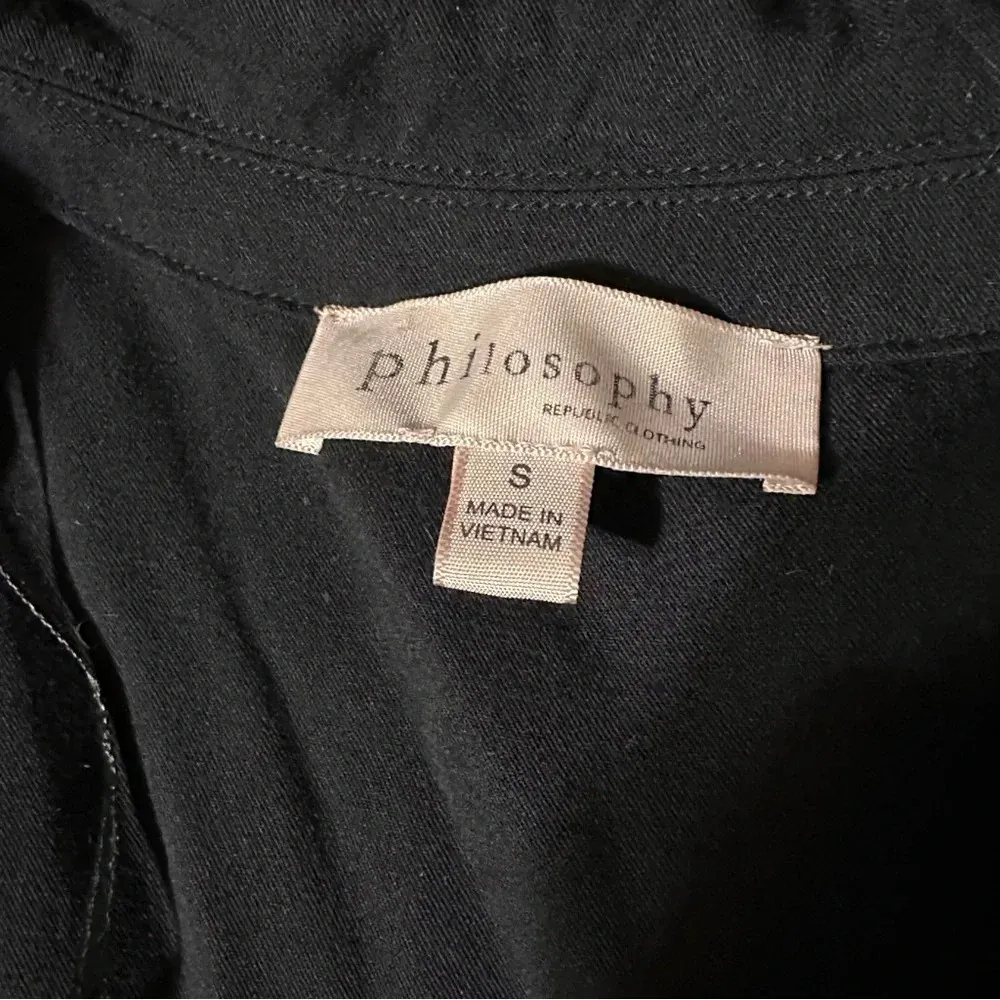 philosophy
REPUBLIC CLOTHING
S
MADE IN
VIETNAM